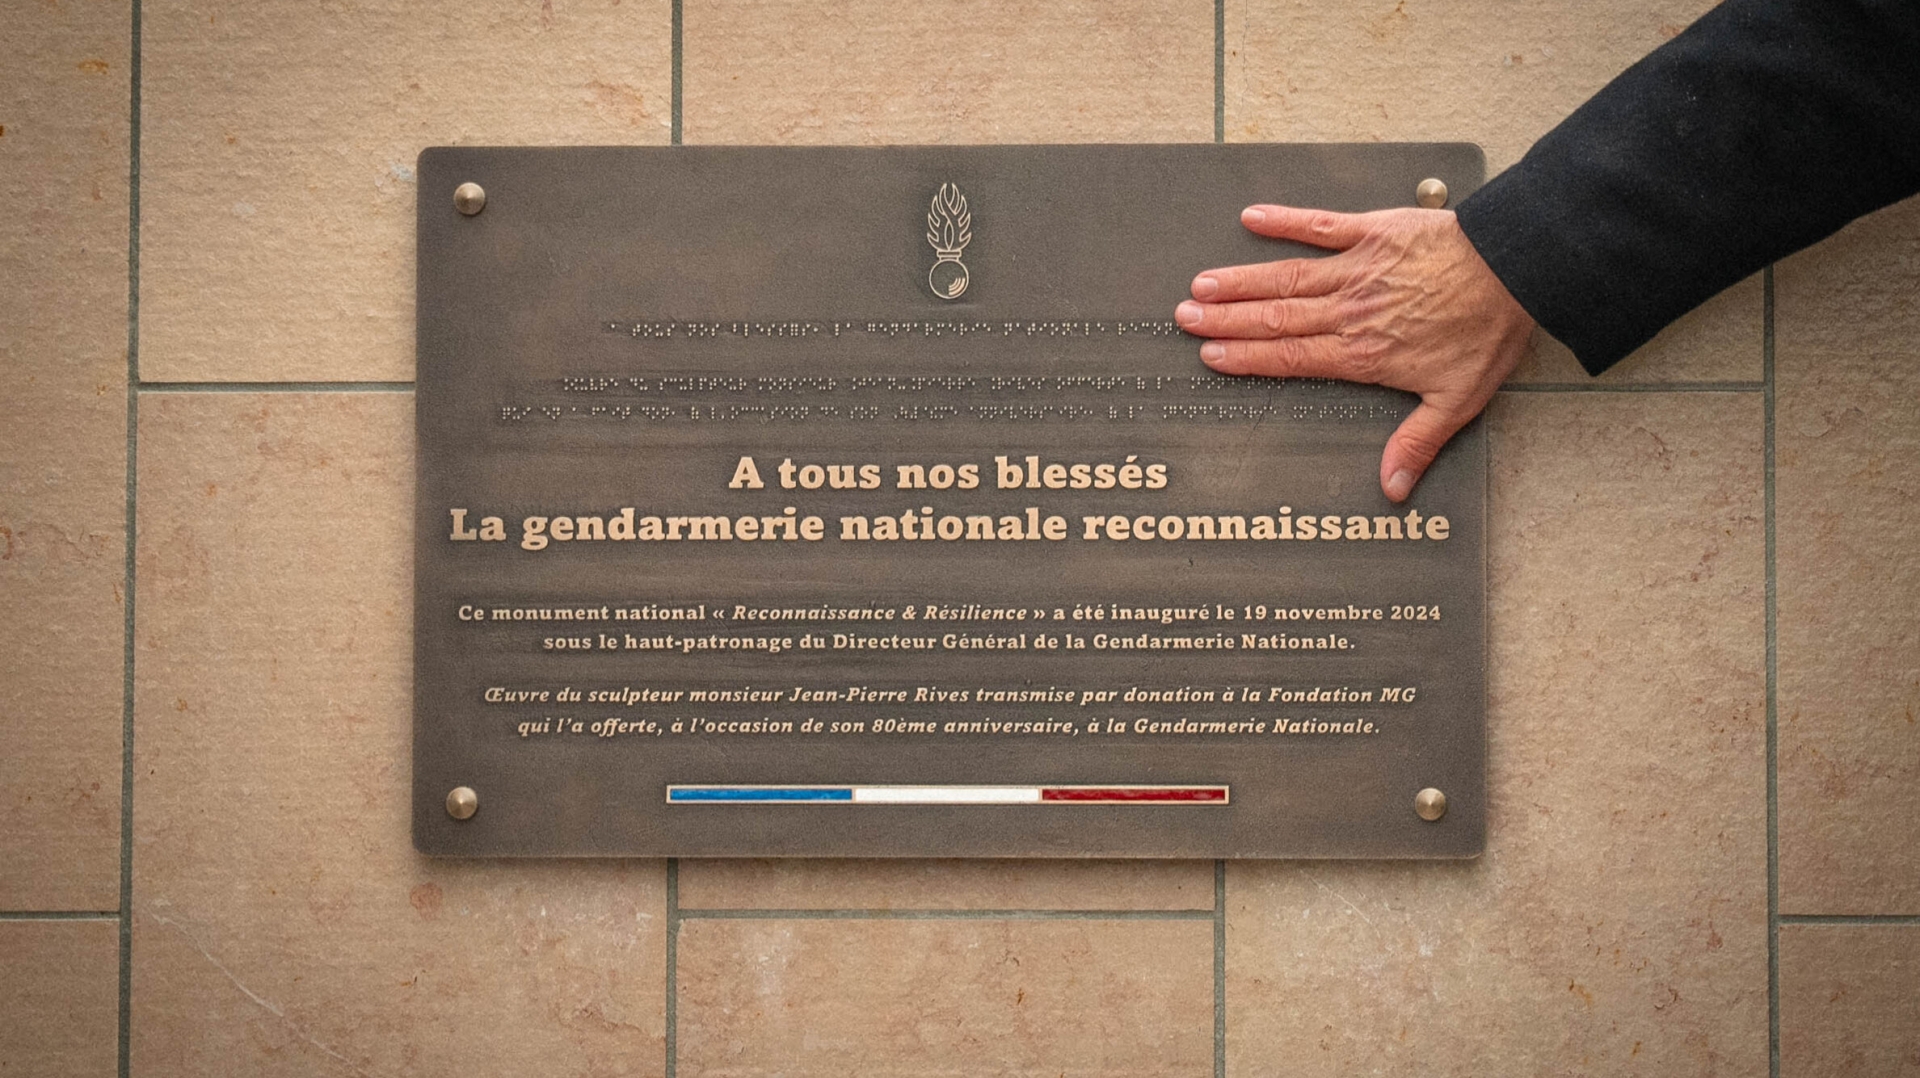 A tous nos blessés
La gendarmerie nationale reconnaissante
Ce monument national « Reconnaissance & Résilience » a été inauguré le 19 novembre 2024
sous le haut-patronage du Directeur Général de la Gendarmerie Nationale.
Œuvre du sculpteur monsieur Jean-Pierre Rives transmise par donation à la Fondation MG
qui l’a offerte, à l’occasion de son 80ème anniversaire, à la Gendarmerie Nationale.